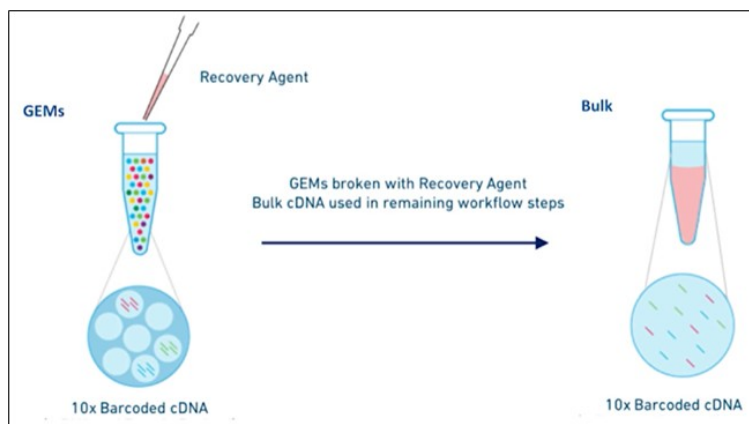 Recovery Agent
GEMs
Bulk
GEMs broken with Recovery Agent
Bulk cDNA used in remaining workflow steps
10x Barcoded cDNA
10x Barcoded cDNA